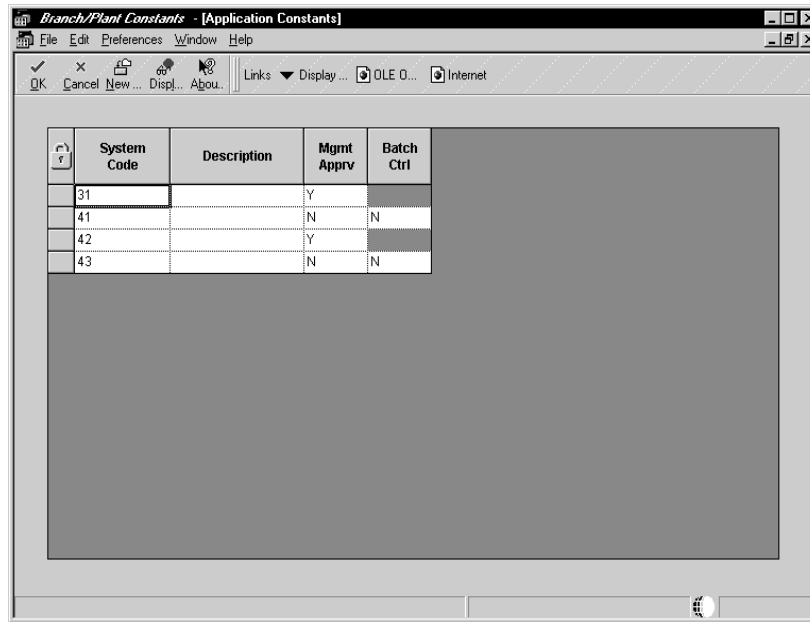 Branch/Plant Constants - [Application Constants]
File Edit Preferences Window Help
OK Cancel New ... Displ... Abou.. Links Display ... OLE O... Internet
System Code Description Mgmt Apprv Batch Ctrl
31 Y
41 N N
42 Y
43 N N